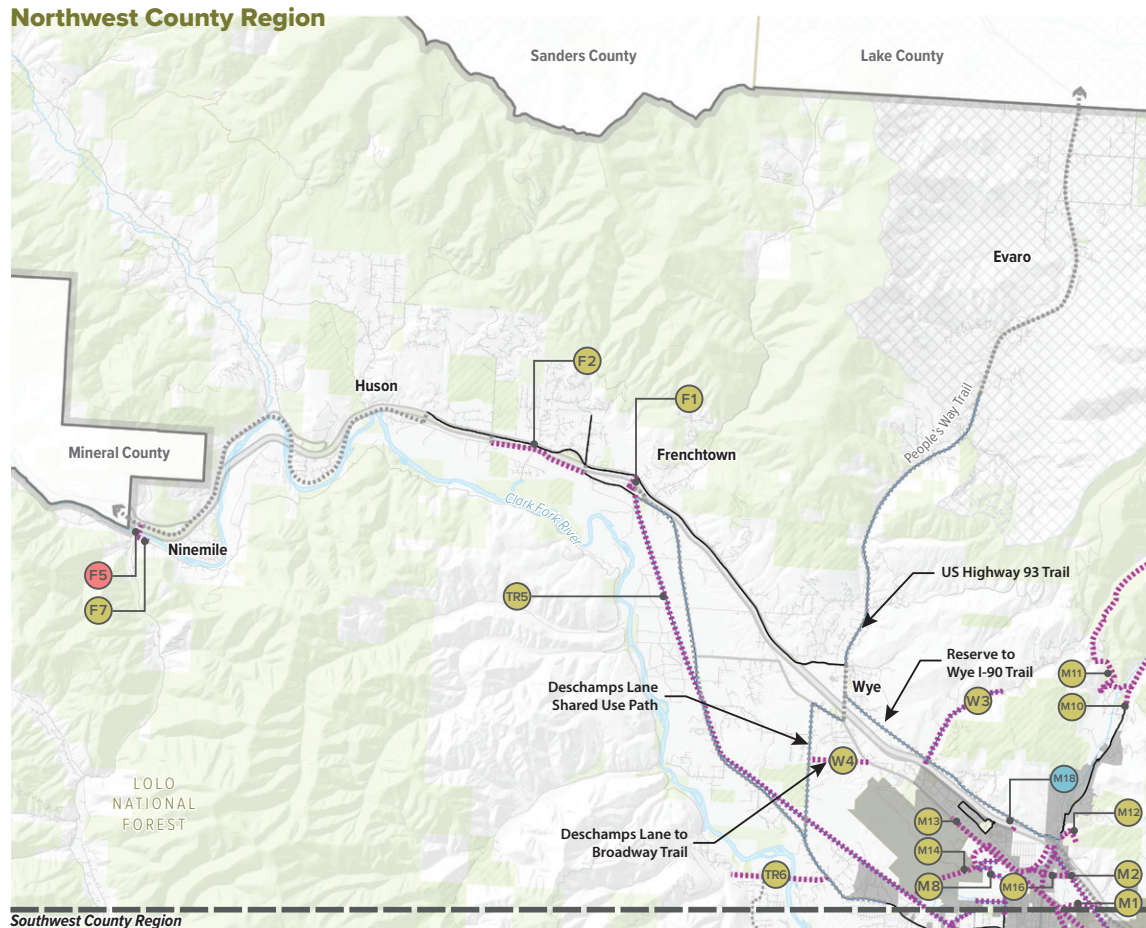 Northwest County Region
Sanders County
Lake County
Evaro
F2
Huson
F1
People's Way Trail
Mineral County
Frenchtown
Clark Fork River
Ninemile
F5
US Highway 93 Trail
TR5
F7
Reserve to
Wye I-90 Trail
M11
Deschamps Lane
Shared Use Path
Wye
W3
M10
W4
M18
LOLO
NATIONAL
FOREST
M13
M12
Deschamps Lane to
Broadway Trail
M14
TR6
M8
M16
M2
M1
Southwest County Region